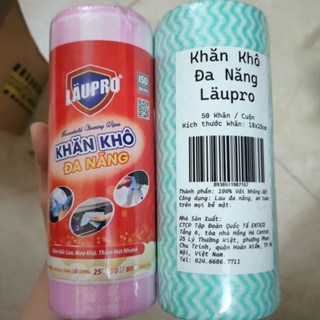 LÄUPRO
ISO
Household Cleaning Wipes
KHĂN KHÔ
ĐA NĂNG
Khăn Khô
Đa Năng
Läupro
50 Khăn / Cuộn
Kích thước khăn: 18x20cm
Thành phần: 100% Vải không dệt
Công dụng: Lau đa năng, an toàn
trên mọi bề mặt.
Nhà Sản Xuất:
CTCP Tập Đoàn Quốc Tế ENTACO
Tầng 6, tòa nhà Hồng Hà Center,
25 Lý Thường Kiệt, phường Phan
Chu Trinh, quận Hoàn Kiếm, TP Hà
Nội, Việt Nam.
Tel: 024.6686.7711